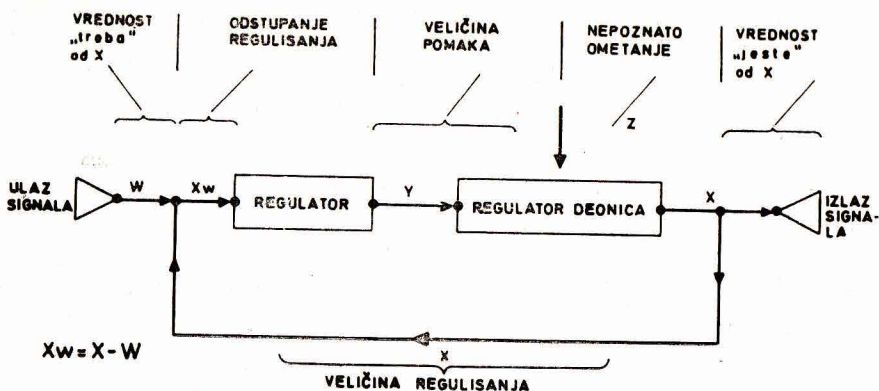 VREDNOST
„treba”
od X
ODSTUPANJE
REGULISANJA
VELIČINA
POMAKA
NEPOZNATO
OMETANJE
VREDNOST
„jeste”
od X
Z
ULAZ
SIGNALA
W
Xw
REGULATOR
Y
REGULATOR DEONICA
X
IZLAZ
SIGNA-
LA
Xw = X - W
X
VELIČINA REGULISANJA